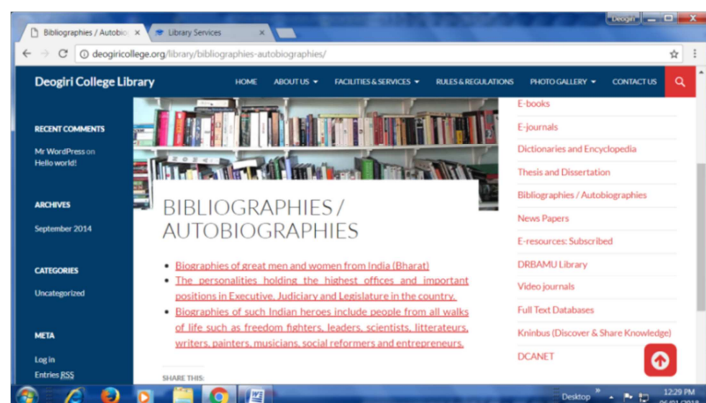 Deogiri
Bibliographies / Autobio
Library Services
deogiricollege.org/library/bibliographies-autobiographies/
Deogiri College Library
HOME
ABOUT US
FACILITIES & SERVICES
RULES & REGULATIONS
PHOTO GALLERY
CONTACT US
RECENT COMMENTS
Mr WordPress on
Hello world!
ARCHIVES
September 2014
CATEGORIES
Uncategorized
META
Log in
Entries RSS
BIBLIOGRAPHIES /
AUTOBIOGRAPHIES
Biographies of great men and women from India (Bharat)
The personalities holding the highest offices and important
positions in Executive, Judiciary and Legislature in the country.
Biographies of such Indian heroes include people from all walks
of life such as freedom fighters, leaders, scientists, litterateurs,
writers, painters, musicians, social reformers and entrepreneurs.
SHARE THIS:
E-books
E-journals
Dictionaries and Encyclopedia
Thesis and Dissertation
Bibliographies / Autobiographies
News Papers
E-resources: Subscribed
DRBAMU Library
Video journals
Full Text Databases
Kninbus (Discover & Share Knowledge)
DCANET
Desktop
12:29 PM